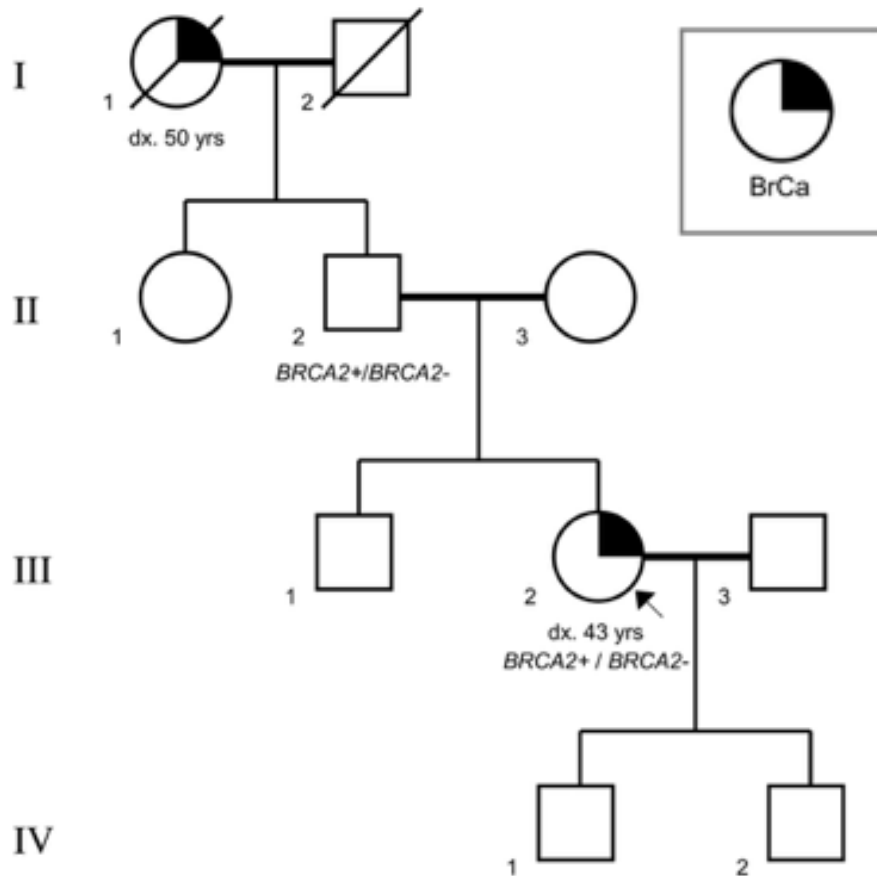 I
1
2
dx. 50 yrs
BrCa
II
1
2
3
BRCA2+/BRCA2-
III
1
2
3
dx. 43 yrs
BRCA2+ / BRCA2-
IV
1
2